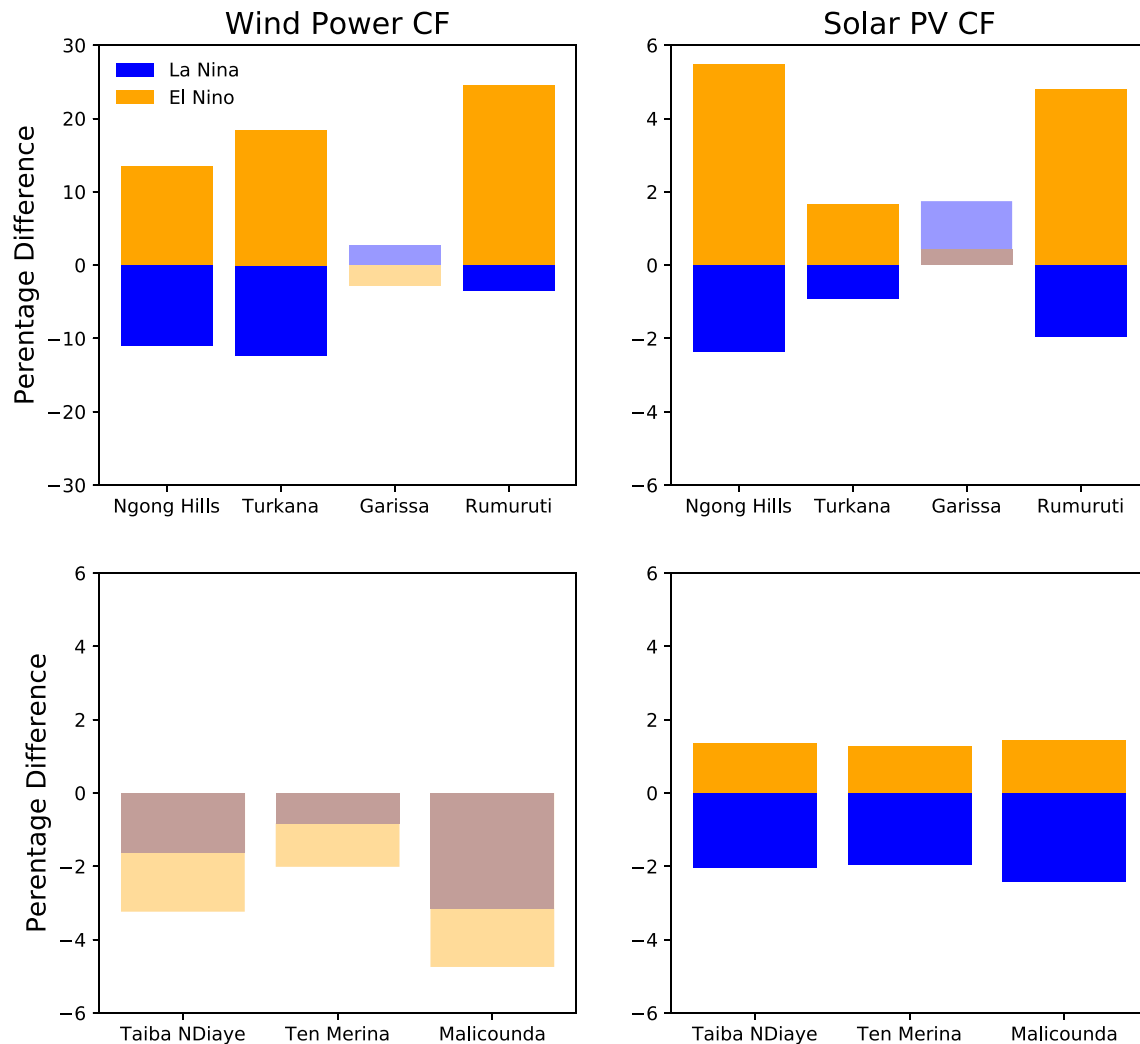 Wind Power CF
Solar PV CF
Perentage Difference
30
20
10
0
−10
−20
−30
La Nina
El Nino
Ngong Hills Turkana Garissa Rumuruti
6
4
2
0
−2
−4
−6
Ngong Hills Turkana Garissa Rumuruti
Perentage Difference
6
4
2
0
−2
−4
−6
Taiba NDiaye Ten Merina Malicounda
6
4
2
0
−2
−4
−6
Taiba NDiaye Ten Merina Malicounda